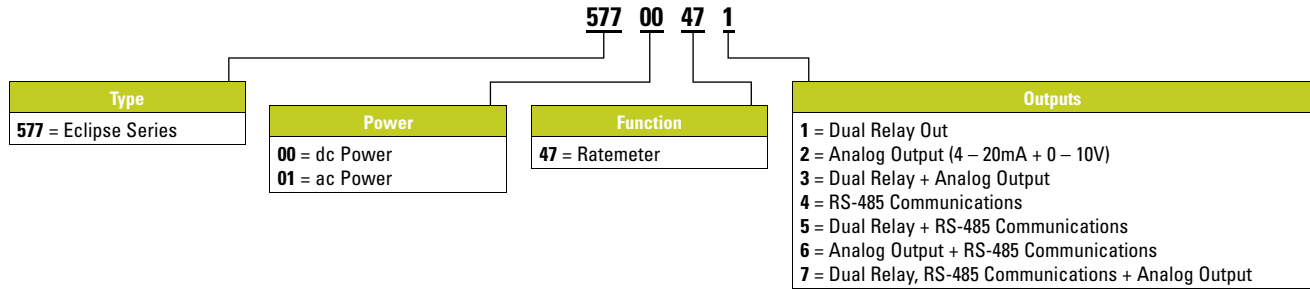 577 00 47 1
Type
577 = Eclipse Series
Power
00 = dc Power
01 = ac Power
Function
47 = Ratemeter
Outputs
1 = Dual Relay Out
2 = Analog Output (4 – 20mA + 0 – 10V)
3 = Dual Relay + Analog Output
4 = RS-485 Communications
5 = Dual Relay + RS-485 Communications
6 = Analog Output + RS-485 Communications
7 = Dual Relay, RS-485 Communications + Analog Output